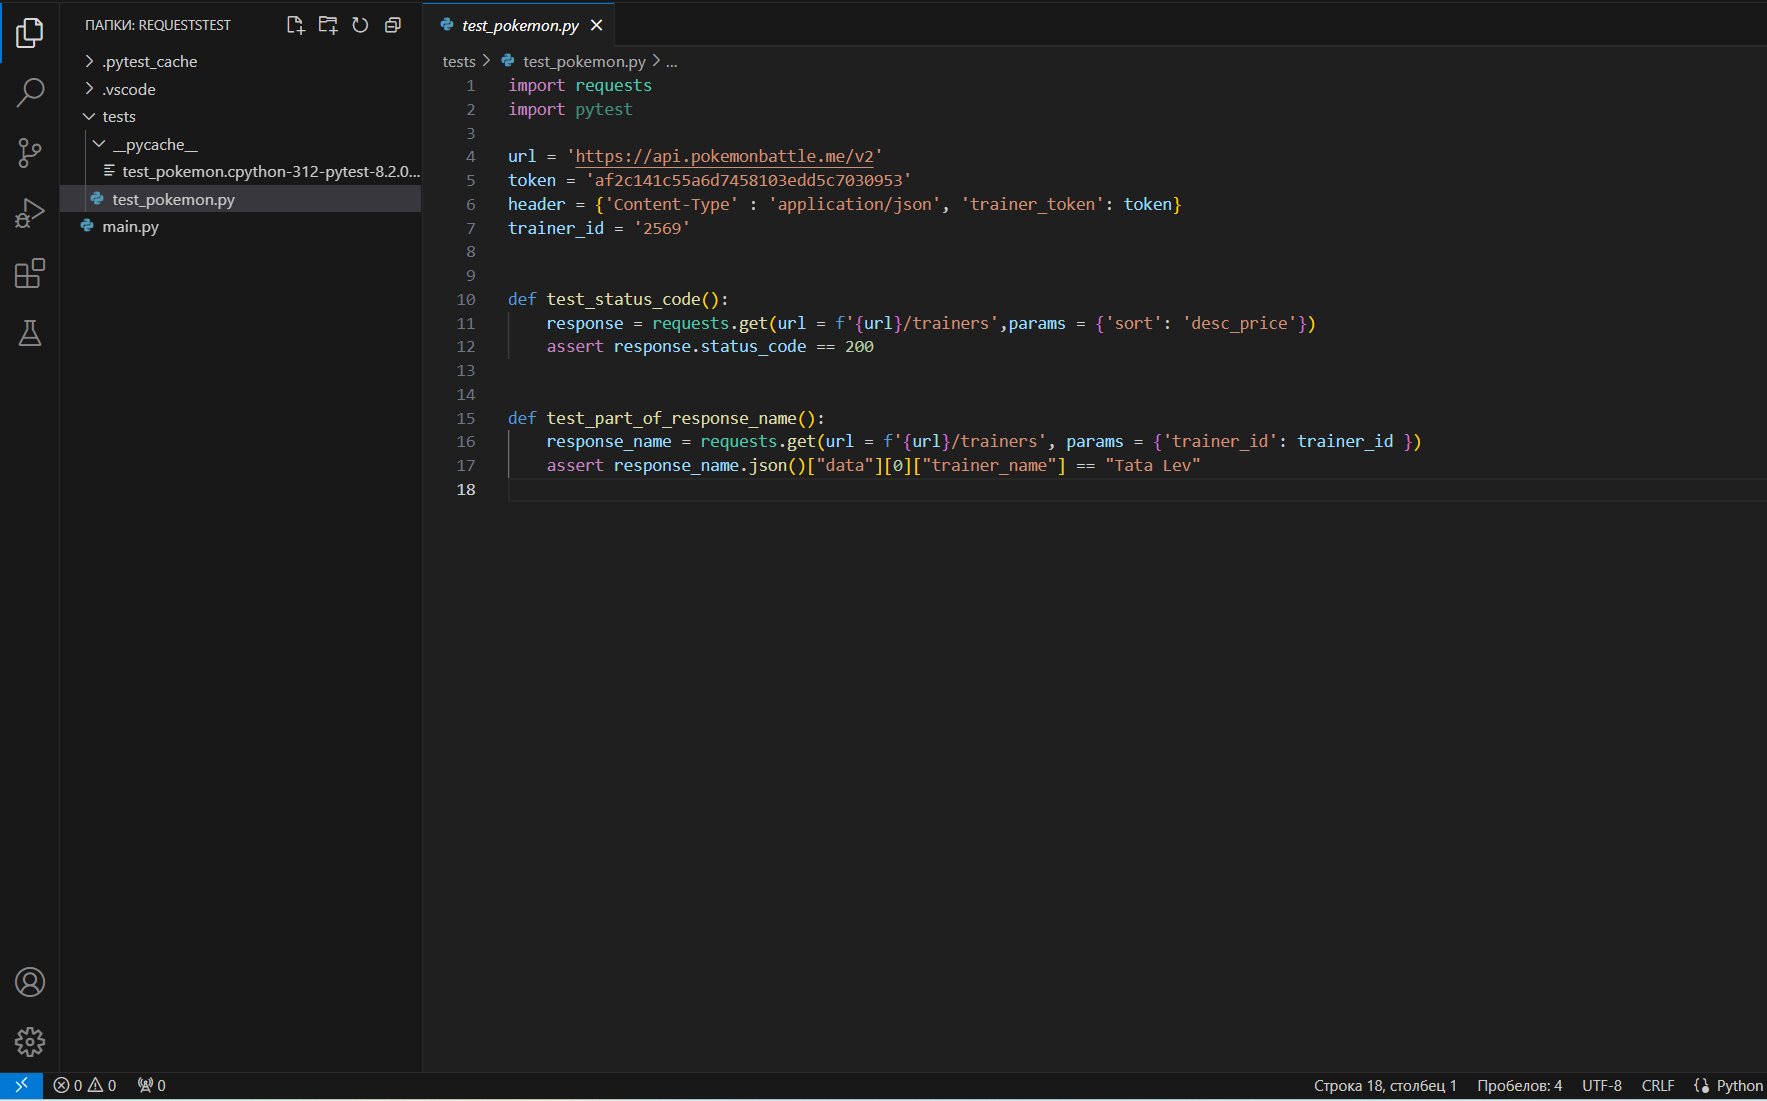 ПАПКИ: REQUESTSTEST
.pytest_cache
.vscode
tests
__pycache__
test_pokemon.cpython-312-pytest-8.2.0...
test_pokemon.py
main.py
test_pokemon.py
tests > test_pokemon.py > ...
1 import requests
2 import pytest
3
4 url = 'https://api.pokemonbattle.me/v2'
5 token = 'af2c141c55a6d7458103edd5c7030953'
6 header = {'Content-Type' : 'application/json', 'trainer_token': token}
7 trainer_id = '2569'
8
9
10 def test_status_code():
11     response = requests.get(url = f'{url}/trainers',params = {'sort': 'desc_price'})
12     assert response.status_code == 200
13
14
15 def test_part_of_response_name():
16     response_name = requests.get(url = f'{url}/trainers', params = {'trainer_id': trainer_id })
17     assert response_name.json()["data"][0]["trainer_name"] == "Tata Lev"
18
0 0 0 Строка 18, столбец 1 Пробелов: 4 UTF-8 CRLF Python